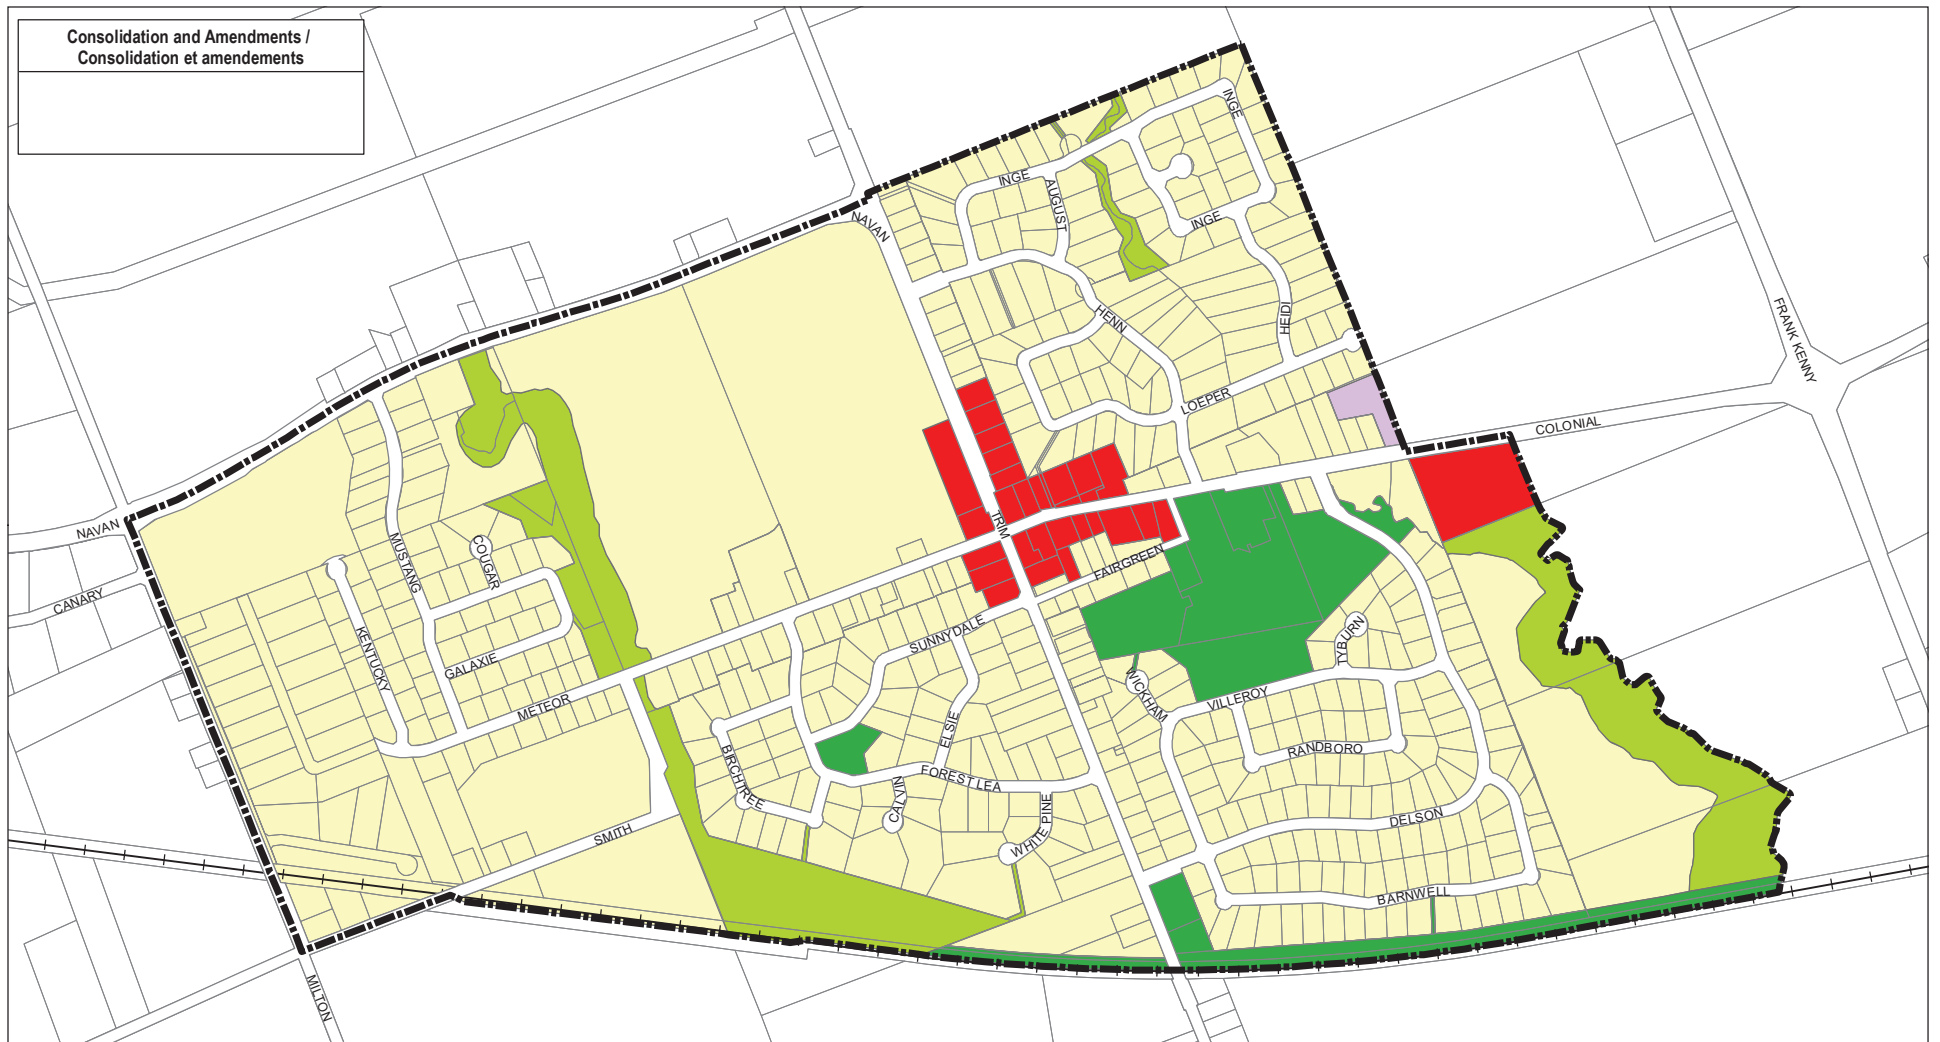 Consolidation and Amendments /
Consolidation et amendements
INGE
INGE
AUGUST
INGE
NAVAN
HENN
HEIDI
FRANK KENNY
LOEPER
COLONIAL
NAVAN
TRIM
MUSTANG
COUGAR
FAIRGREEN
CANARY
KENTUCKY
GALAXIE
SUNNYDALE
TYBURN
METEOR
WICKHAM
VILLEROY
ELSIE
RANDBORO
BIRCHTREE
FOREST LEA
CALVIN
WHITE PINE
SMITH
DELSON
BARNWELL
MILTON